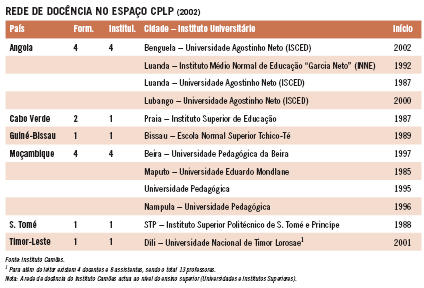 REDE DE DOCÊNCIA NO ESPAÇO CPLP (2002)
País Form. Institui. Cidade – Instituto Universitário Início
Angola 4 4 Benguela – Universidade Agostinho Neto (ISCED) 2002
Luanda – Instituto Médio Normal de Educação "Garcia Neto" (INNE) 1992
Luanda – Universidade Agostinho Neto (ISCED) 1987
Lubango – Universidade Agostinho Neto (ISCED) 2000
Cabo Verde 2 1 Praia – Instituto Superior de Educação 1987
Guiné-Bissau 1 1 Bissau – Escola Normal Superior Tchico-Té 1989
Moçambique 4 4 Beira – Universidade Pedagógica da Beira 1997
Maputo – Universidade Eduardo Mondlane 1985
Universidade Pedagógica 1995
Nampula – Universidade Pedagógica 1996
S. Tomé 1 1 STP – Instituto Superior Politécnico de S. Tomé e Príncipe 1988
Timor-Leste 1 1 Díli – Universidade Nacional de Timor Lorosae¹ 2001
Fonte Instituto Camões.
¹ Para além do leitor existem 4 docentes e 8 assistentes, sendo o total 13 professores.
Nota: A rede de docência do Instituto Camões actua ao nível do ensino superior (Universidades e Institutos Superiores).